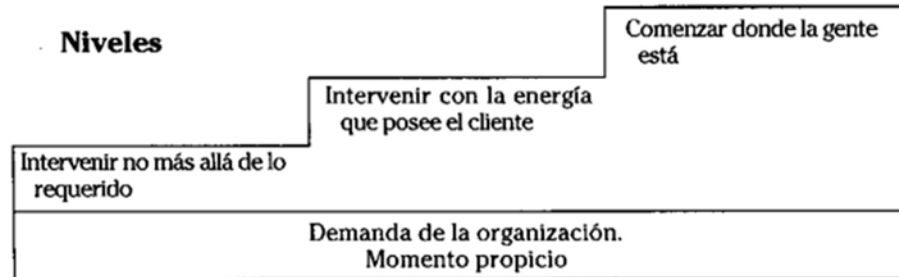 Niveles
Comenzar donde la gente
está
Intervenir con la energía
que posee el cliente
Intervenir no más allá de lo
requerido
Demanda de la organización.
Momento propicio